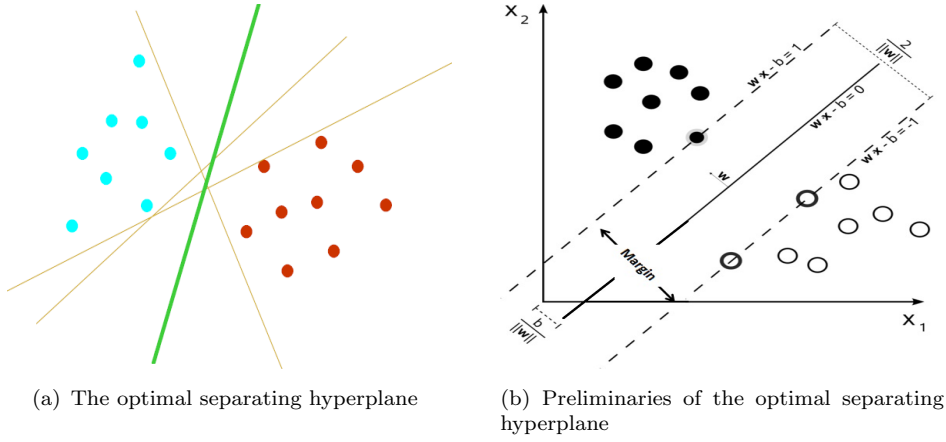 X₂
w x - b = 1
2
||w||
w x - b = 0
w x - b = -1
w
Margin
b
||w||
X₁
(a) The optimal separating hyperplane
(b) Preliminaries of the optimal separating
hyperplane